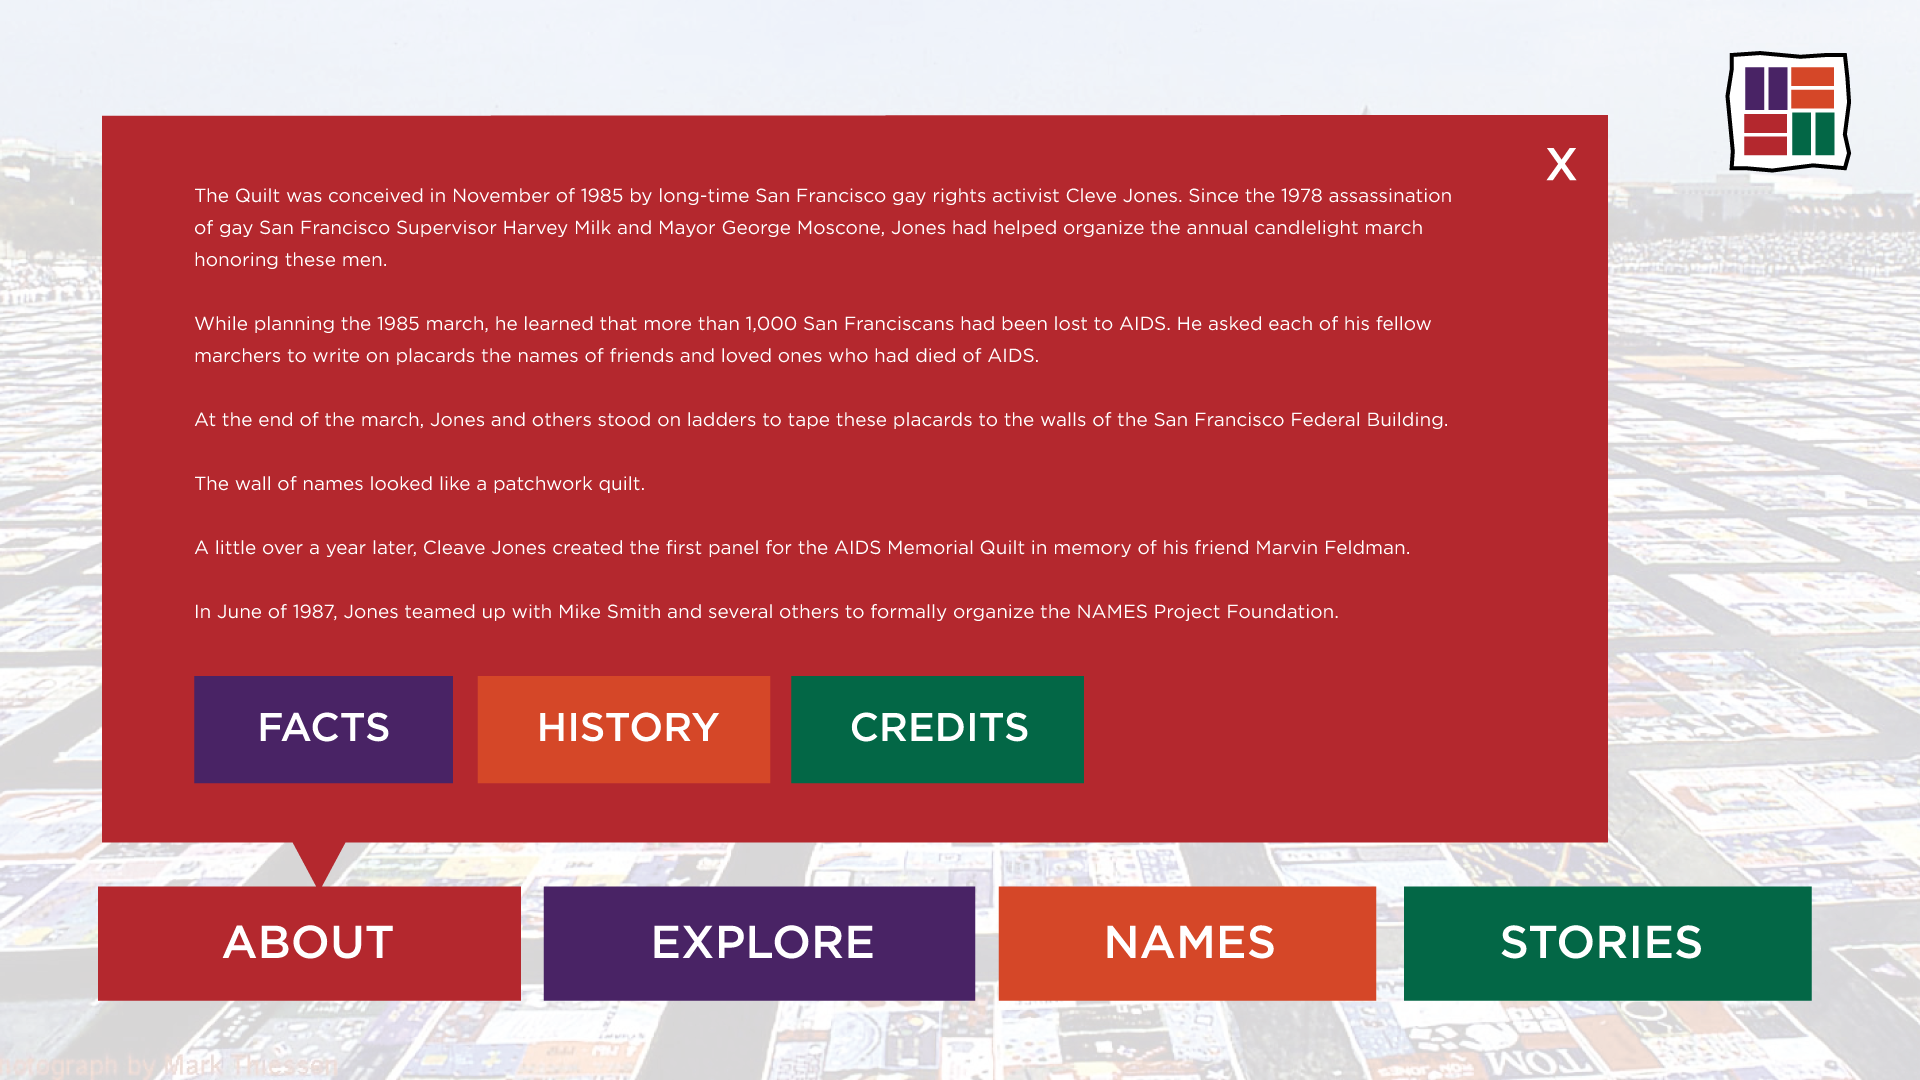 X
The Quilt was conceived in November of 1985 by long-time San Francisco gay rights activist Cleve Jones. Since the 1978 assassination
of gay San Francisco Supervisor Harvey Milk and Mayor George Moscone, Jones had helped organize the annual candlelight march
honoring these men.
While planning the 1985 march, he learned that more than 1,000 San Franciscans had been lost to AIDS. He asked each of his fellow
marchers to write on placards the names of friends and loved ones who had died of AIDS.
At the end of the march, Jones and others stood on ladders to tape these placards to the walls of the San Francisco Federal Building.
The wall of names looked like a patchwork quilt.
A little over a year later, Cleave Jones created the first panel for the AIDS Memorial Quilt in memory of his friend Marvin Feldman.
In June of 1987, Jones teamed up with Mike Smith and several others to formally organize the NAMES Project Foundation.
FACTS HISTORY CREDITS
ABOUT EXPLORE NAMES STORIES
TOM
by Mark Thiessen